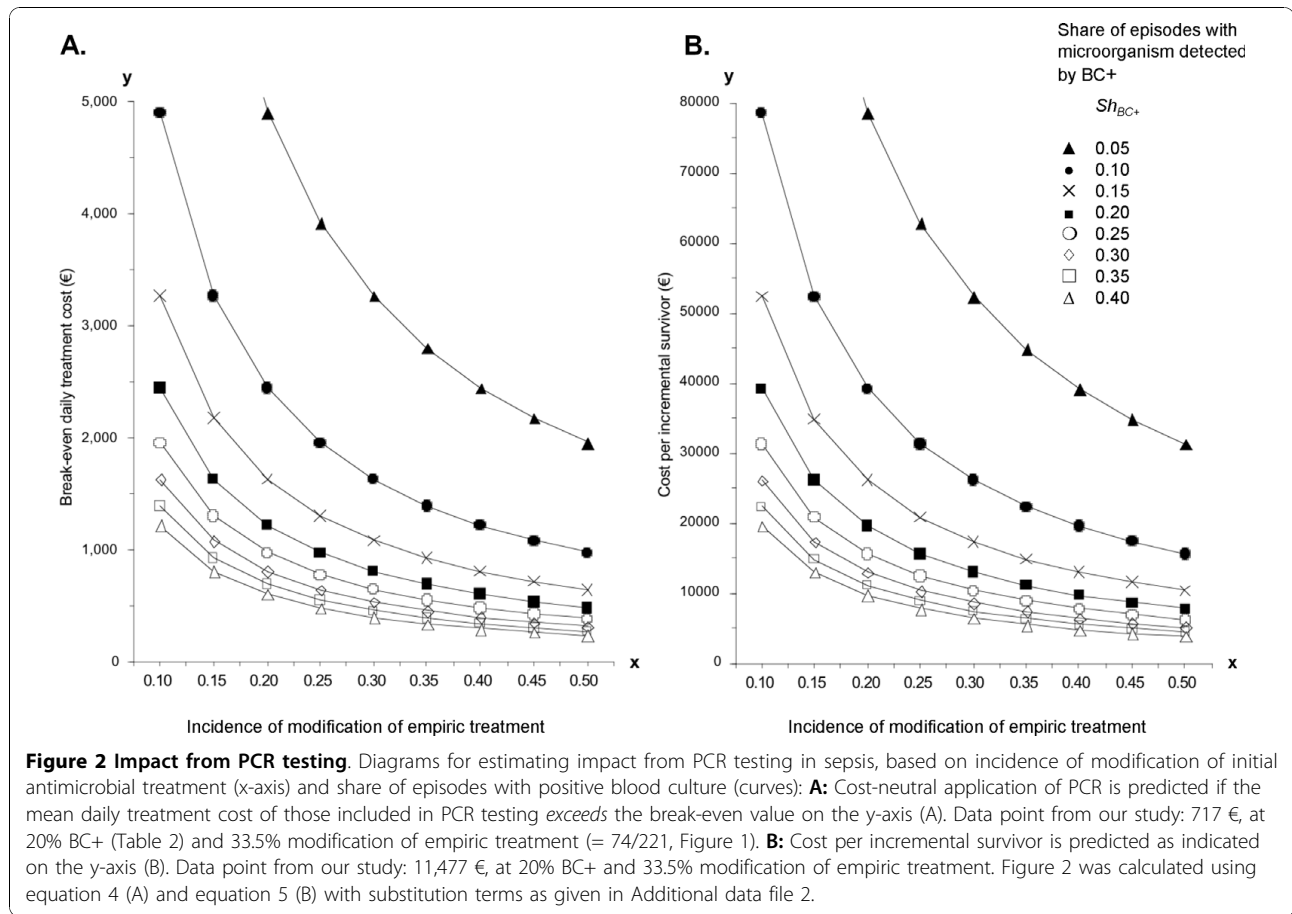 A.
y
5,000
4,000
3,000
2,000
1,000
0
Break-even daily treatment cost (€)
0.10 0.15 0.20 0.25 0.30 0.35 0.40 0.45 0.50
x
Incidence of modification of empiric treatment
B.
y
80000
70000
60000
50000
40000
30000
20000
10000
0
Cost per incremental survivor (€)
0.10 0.15 0.20 0.25 0.30 0.35 0.40 0.45 0.50
x
Incidence of modification of empiric treatment
Share of episodes with
microorganism detected
by BC+
Sh BC+
0.05
0.10
0.15
0.20
0.25
0.30
0.35
0.40
Figure 2 Impact from PCR testing. Diagrams for estimating impact from PCR testing in sepsis, based on incidence of modification of initial
antimicrobial treatment (x-axis) and share of episodes with positive blood culture (curves): A: Cost-neutral application of PCR is predicted if the
mean daily treatment cost of those included in PCR testing exceeds the break-even value on the y-axis (A). Data point from our study: 717 €, at
20% BC+ (Table 2) and 33.5% modification of empiric treatment (= 74/221, Figure 1). B: Cost per incremental survivor is predicted as indicated
on the y-axis (B). Data point from our study: 11,477 €, at 20% BC+ and 33.5% modification of empiric treatment. Figure 2 was calculated using
equation 4 (A) and equation 5 (B) with substitution terms as given in Additional data file 2.